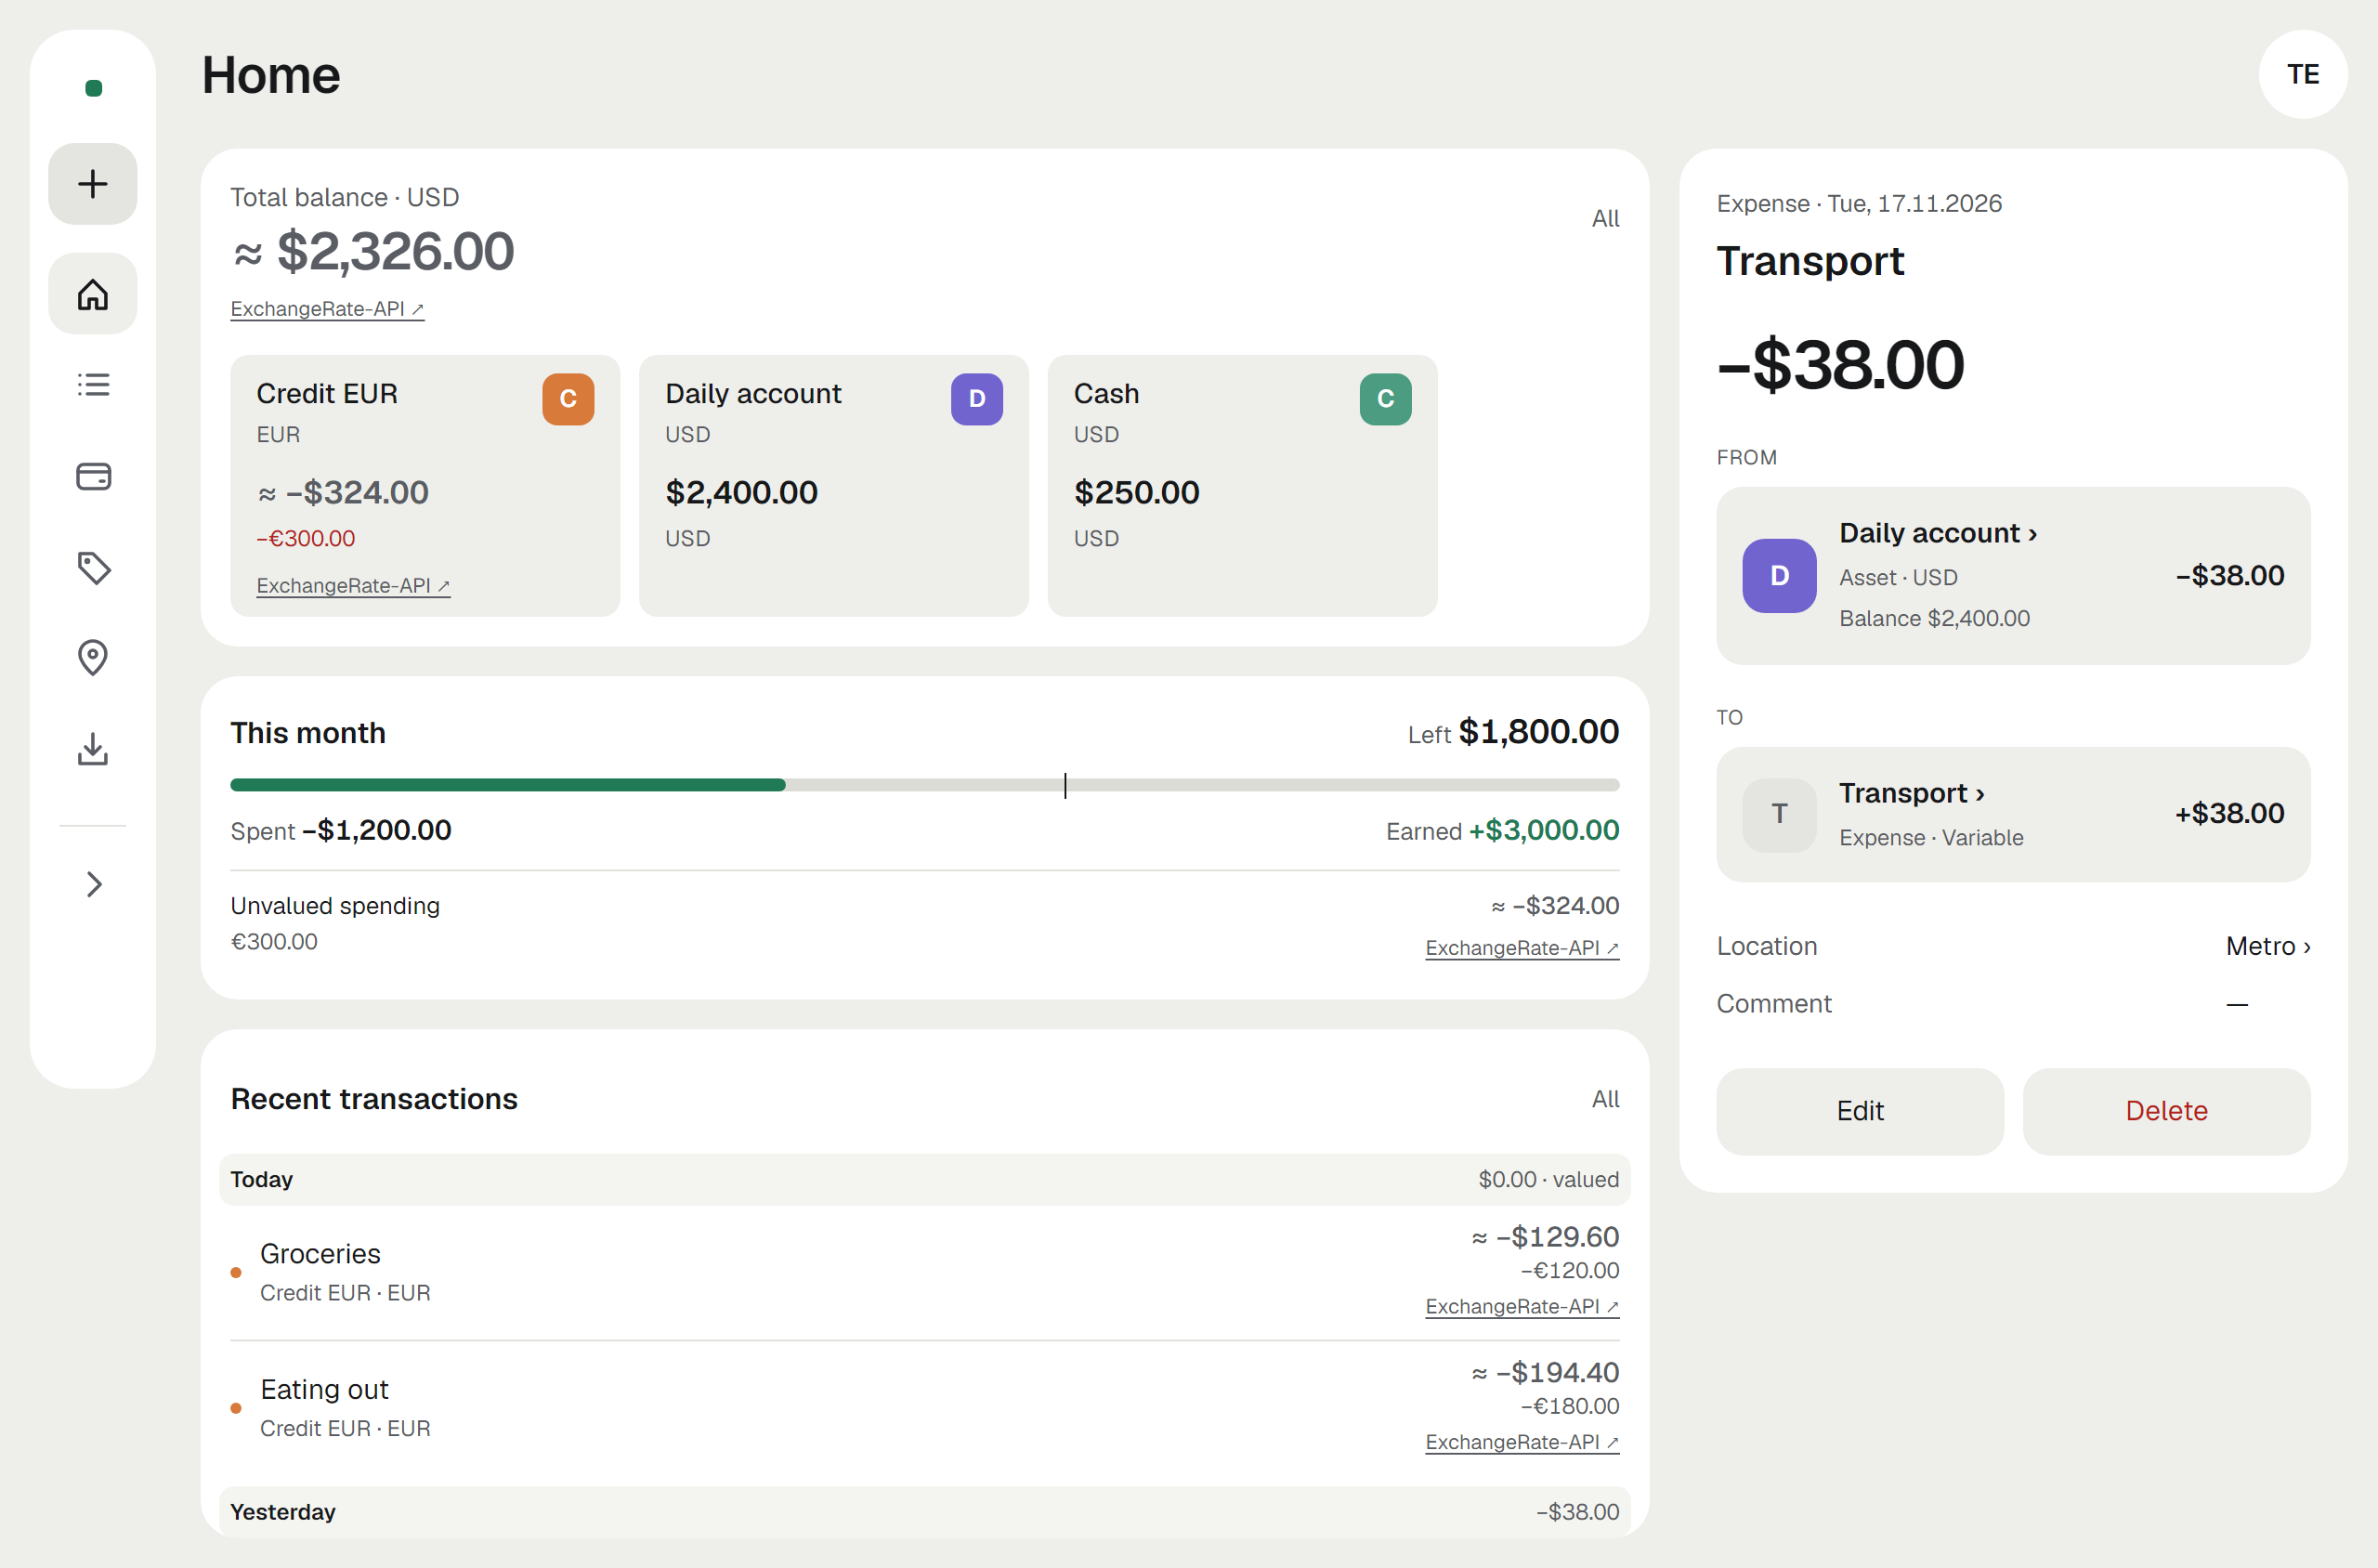 Home
TE
Total balance · USD
≈ $2,326.00
All
ExchangeRate-API ↗
Credit EUR
C
EUR
≈ −$324.00
−€300.00
ExchangeRate-API ↗
Daily account
D
USD
$2,400.00
USD
Cash
C
USD
$250.00
USD
This month
Left $1,800.00
Spent −$1,200.00
Earned +$3,000.00
Unvalued spending
≈ −$324.00
€300.00
ExchangeRate-API ↗
Recent transactions
All
Today
$0.00 · valued
Groceries
Credit EUR · EUR
≈ −$129.60
−€120.00
ExchangeRate-API ↗
Eating out
Credit EUR · EUR
≈ −$194.40
−€180.00
ExchangeRate-API ↗
Yesterday
−$38.00
Expense · Tue, 17.11.2026
Transport
−$38.00
FROM
D
Daily account ›
Asset · USD
Balance $2,400.00
−$38.00
TO
T
Transport ›
Expense · Variable
+$38.00
Location
Metro ›
Comment
—
Edit
Delete